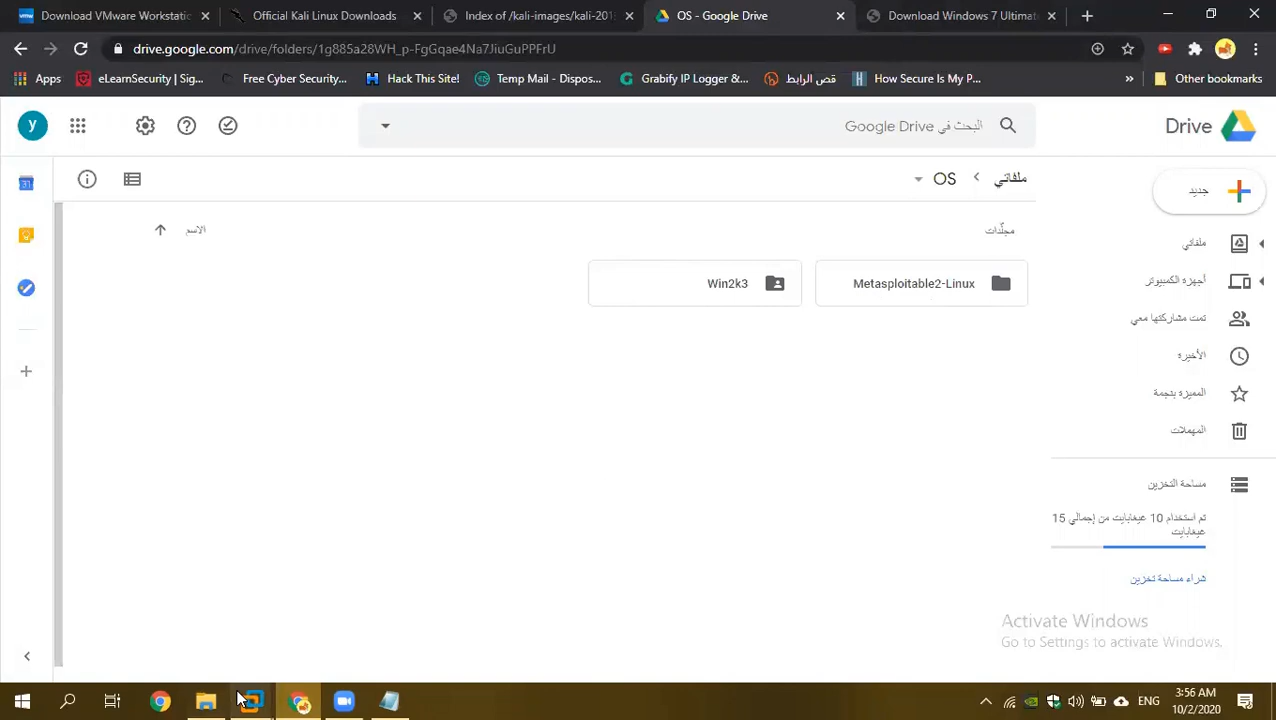 Download VMware Workstatio
Official Kali Linux Downloads
Index of /kali-images/kali-201
OS - Google Drive
Download Windows 7 Ultimate
drive.google.com/drive/folders/1g885a28WH_p-FgGqae4Na7JiuGuPPFrU
Apps
eLearnSecurity | Sig...
Free Cyber Security...
Hack This Site!
Temp Mail - Dispos...
Grabify IP Logger &...
قص الرابط
How Secure Is My P...
»
Other bookmarks
y
البحث في Google Drive
Drive
ملفاتي
OS
جديد
الاسم
مجلّدات
Metasploitable2-Linux
Win2k3
ملفاتي
أجهزة الكمبيوتر
تمت مشاركتها معي
الأخيرة
المميزة بنجمة
المهملات
مساحة التخزين
تم استخدام 10 غيغابايت من إجمالي 15
غيغابايت
شراء مساحة تخزين
31
Activate Windows
Go to Settings to activate Windows.
ENG
3:56 AM
10/2/2020